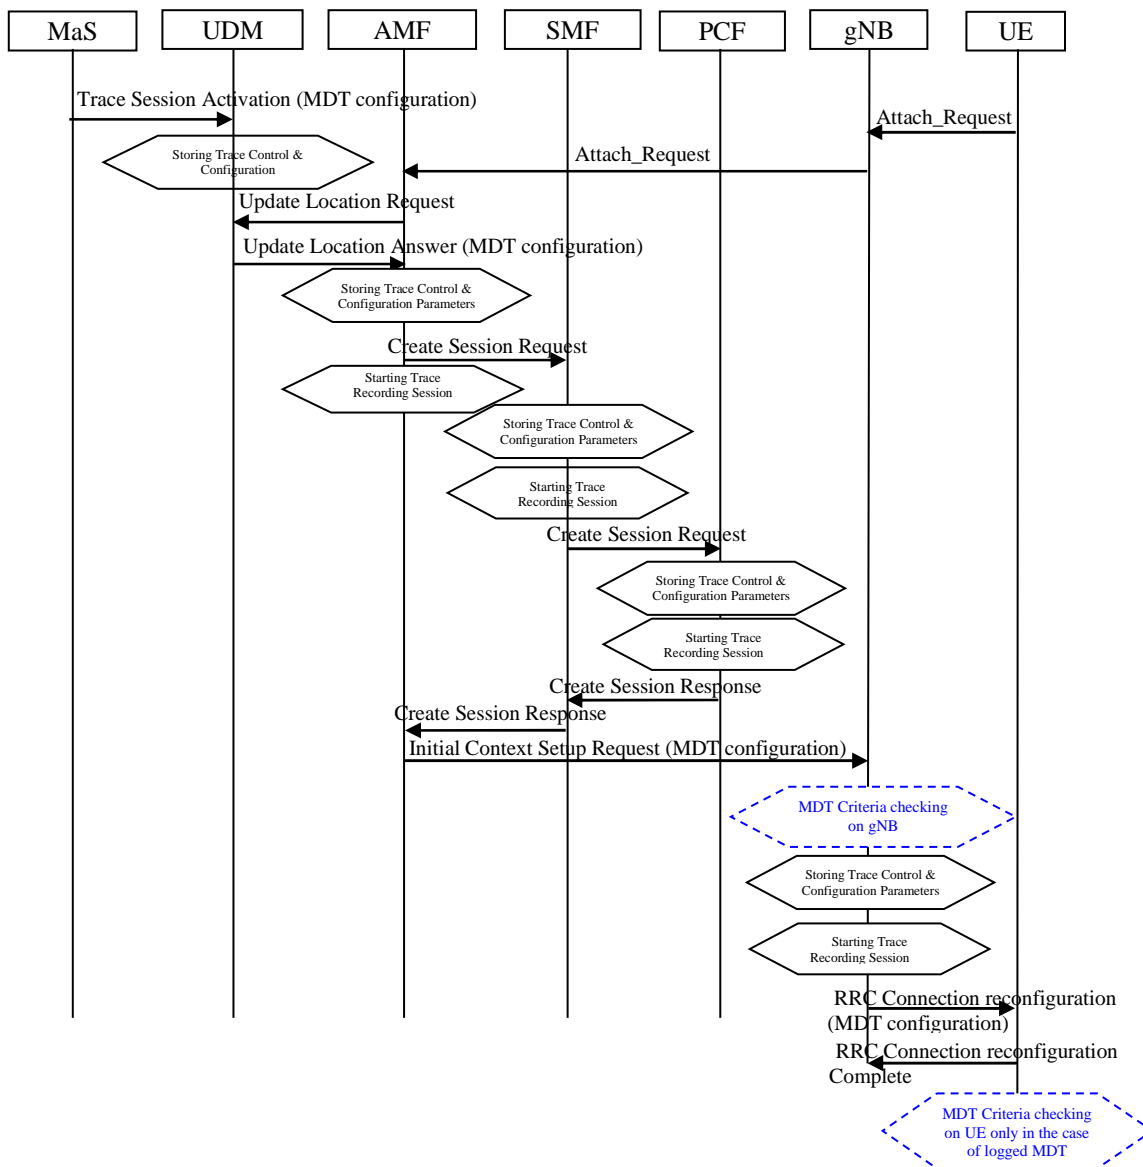 MaS
UDM
AMF
SMF
PCF
gNB
UE
Trace Session Activation (MDT configuration)
Attach_Request
Storing Trace Control &
Configuration
Attach_Request
Update Location Request
Update Location Answer (MDT configuration)
Storing Trace Control &
Configuration Parameters
Create Session Request
Starting Trace
Recording Session
Storing Trace Control &
Configuration Parameters
Starting Trace
Recording Session
Create Session Request
Storing Trace Control &
Configuration Parameters
Starting Trace
Recording Session
Create Session Response
Create Session Response
Initial Context Setup Request (MDT configuration)
MDT Criteria checking
on gNB
Storing Trace Control &
Configuration Parameters
Starting Trace
Recording Session
RRC Connection reconfiguration
(MDT configuration)
RRC Connection reconfiguration
Complete
MDT Criteria checking
on UE only in the case
of logged MDT